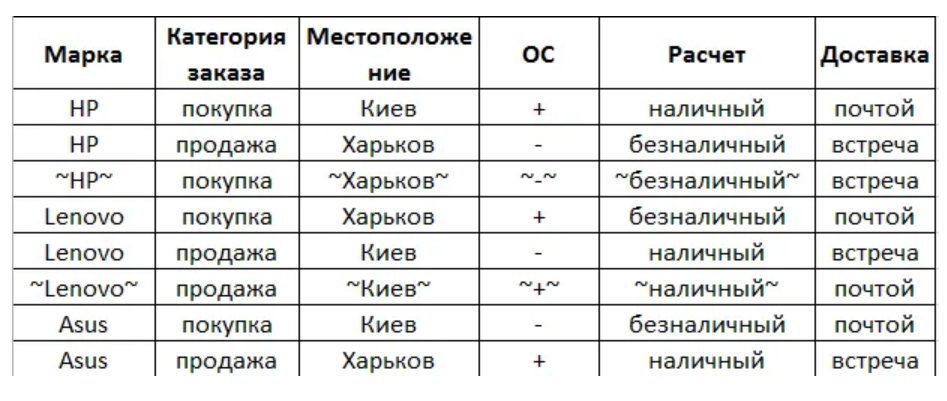 Марка Категория заказа Местоположе ние ОС Расчет Доставка
HP покупка Киев + наличный почтой
HP продажа Харьков - безналичный встреча
~HP~ покупка ~Харьков~ ~-~ ~безналичный~ встреча
Lenovo покупка Харьков + безналичный почтой
Lenovo продажа Киев - наличный встреча
~Lenovo~ продажа ~Киев~ ~+~ ~наличный~ почтой
Asus покупка Киев - безналичный почтой
Asus продажа Харьков + наличный встреча